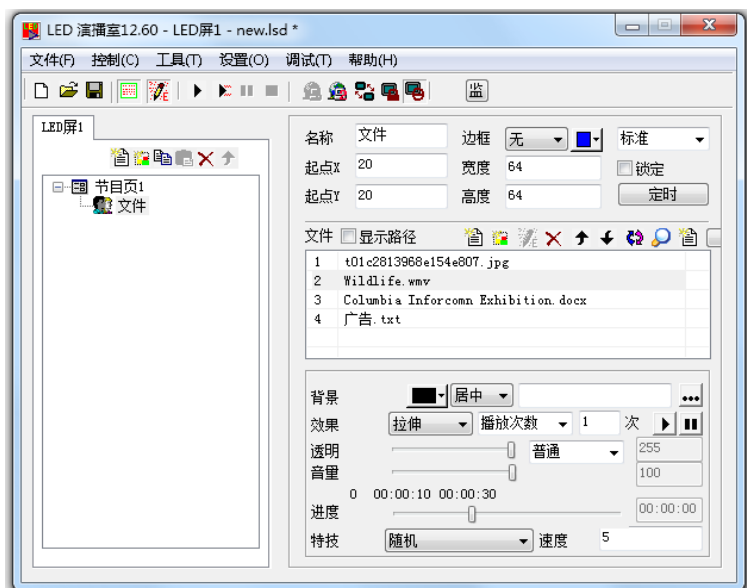 LED 演播室12.60 - LED屏1 - new.lsd *
文件(F) 控制(C) 工具(T) 设置(O) 调试(T) 帮助(H)
监
LED屏1
节目页1
文件
名称 文件 边框 无 标准
起点X 20 宽度 64 锁定
起点Y 20 高度 64 定时
文件 显示路径
1 t01c2813968e154e807.jpg
2 Wildlife.wmv
3 Columbia Inforcomn Exhibition.docx
4 广告.txt
背景 居中 ...
效果 拉伸 播放次数 1 次
透明 普通 255
音量 100
0 00:00:10 00:00:30
进度 00:00:00
特技 随机 速度 5